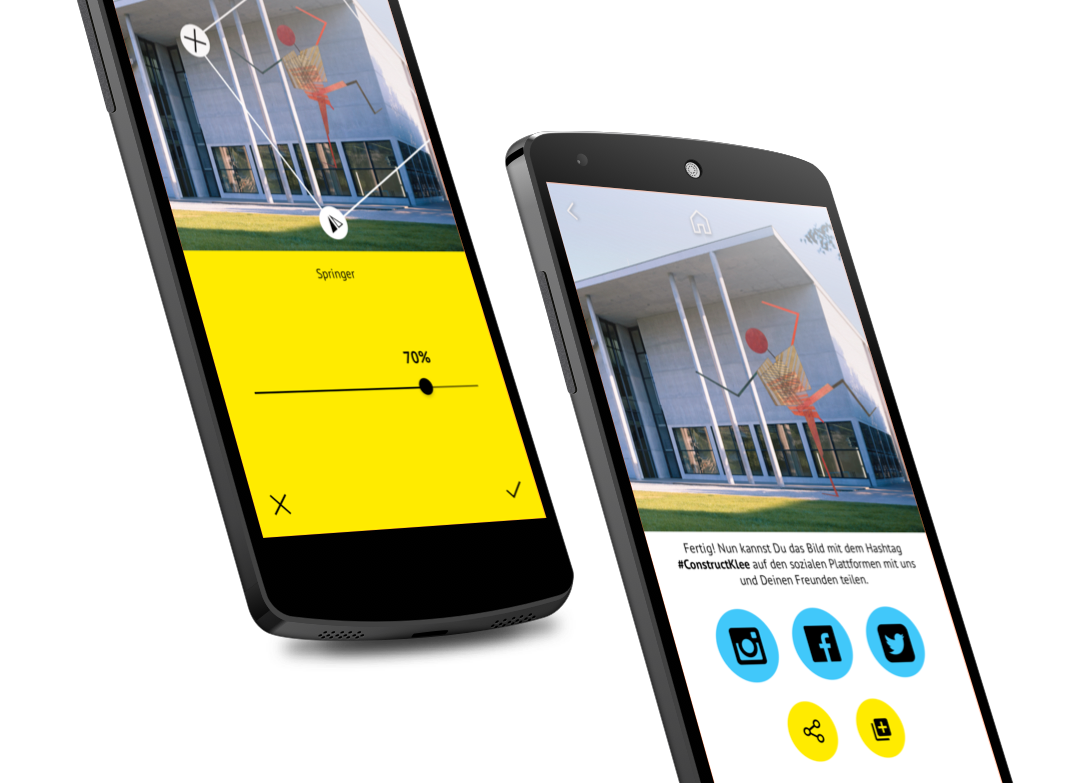 Springer
70%
Fertig! Nun kannst Du das Bild mit dem Hashtag
#ConstructKlee auf den sozialen Plattformen mit uns
und Deinen Freunden teilen.